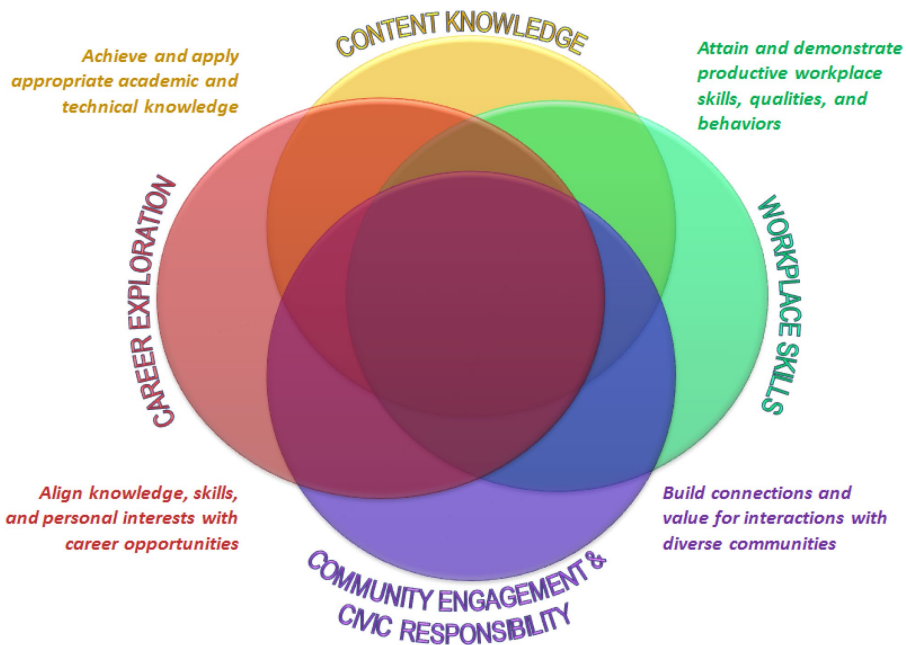 CONTENT KNOWLEDGE
Achieve and apply
appropriate academic and
technical knowledge
Attain and demonstrate
productive workplace
skills, qualities, and
behaviors
CAREER EXPLORATION
WORKPLACE SKILLS
Align knowledge, skills,
and personal interests with
career opportunities
Build connections and
value for interactions with
diverse communities
COMMUNITY ENGAGEMENT &
CIVIC RESPONSIBILITY